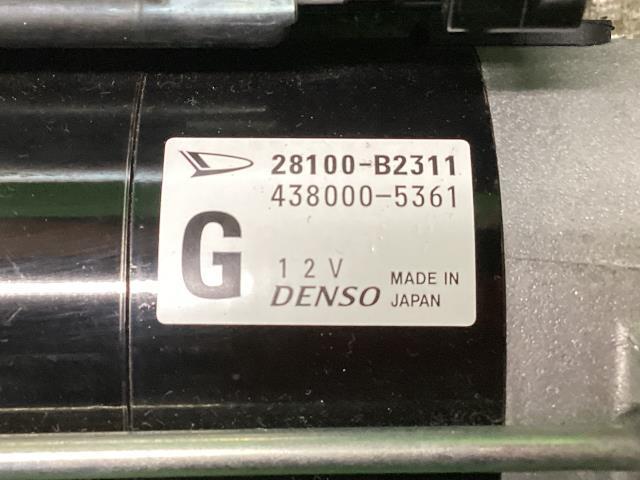 28100-B2311
438000-5361
G
12V
DENSO MADE IN
JAPAN